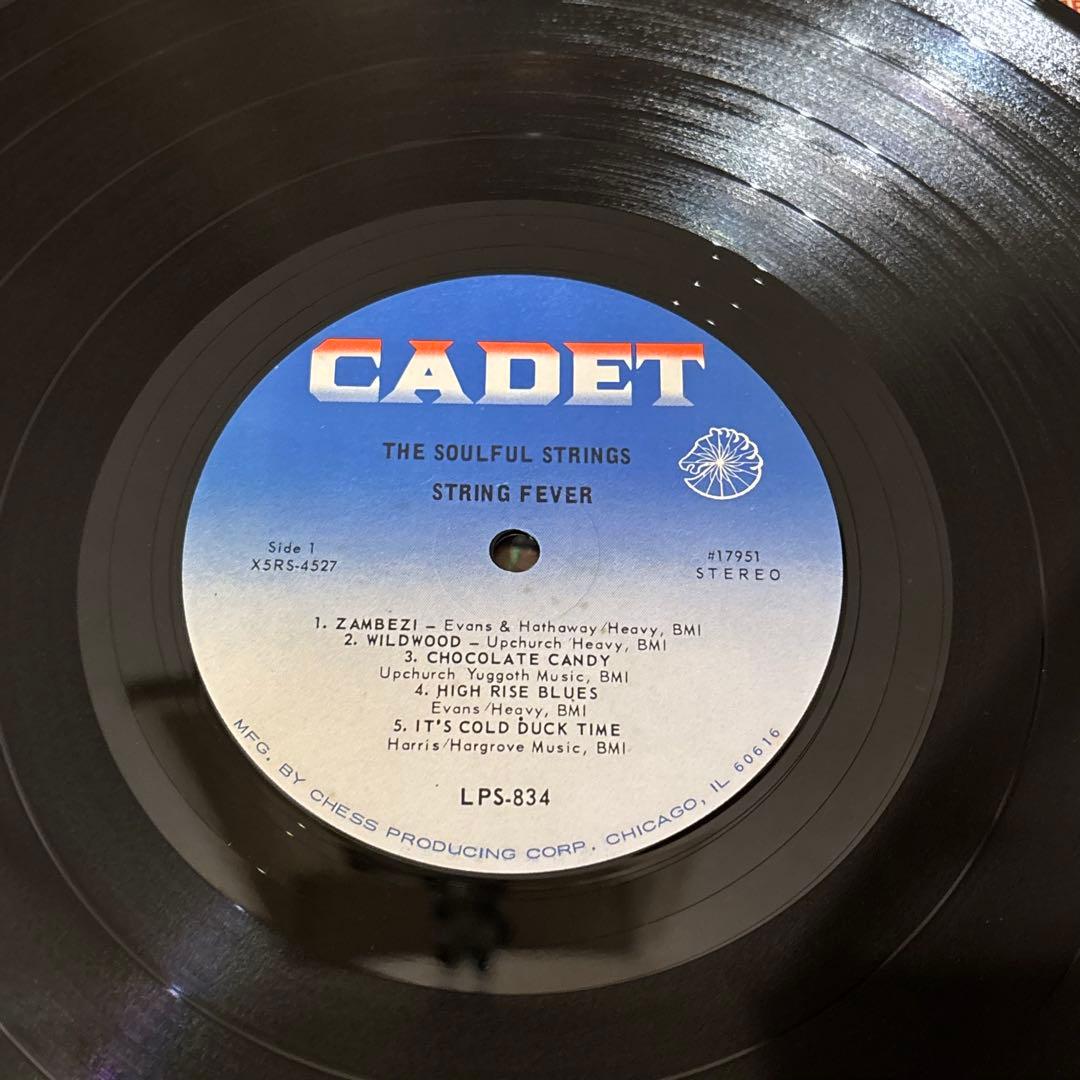 CADET
THE SOULFUL STRINGS
STRING FEVER
Side 1
X5RS-4527
#17951
STEREO
1. ZAMBEZI – Evans & Hathaway/Heavy, BMI
2. WILDWOOD – Upchurch/Heavy, BMI
3. CHOCOLATE CANDY
Upchurch Yuggoth Music, BMI
4. HIGH RISE BLUES
Evans/Heavy, BMI
5. IT'S COLD DUCK TIME
Harris/Hargrove Music, BMI
LPS-834
MFG. BY CHESS PRODUCING CORP. CHICAGO, IL 60616